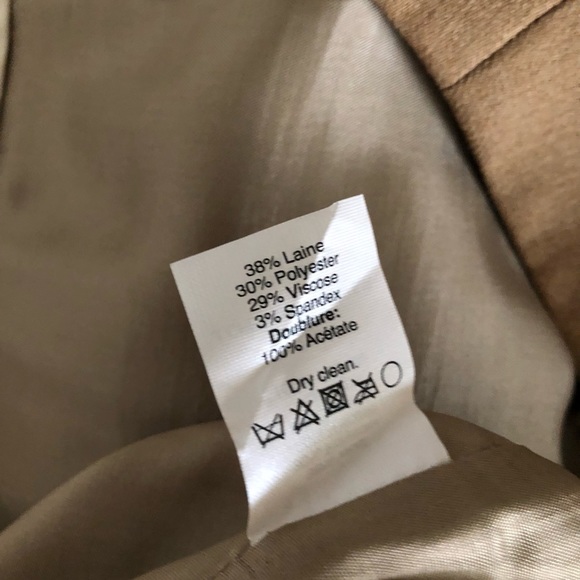 38% Laine
30% Polyester
29% Viscose
3% Spandex
Doublure:
100% Acétate
Dry clean.